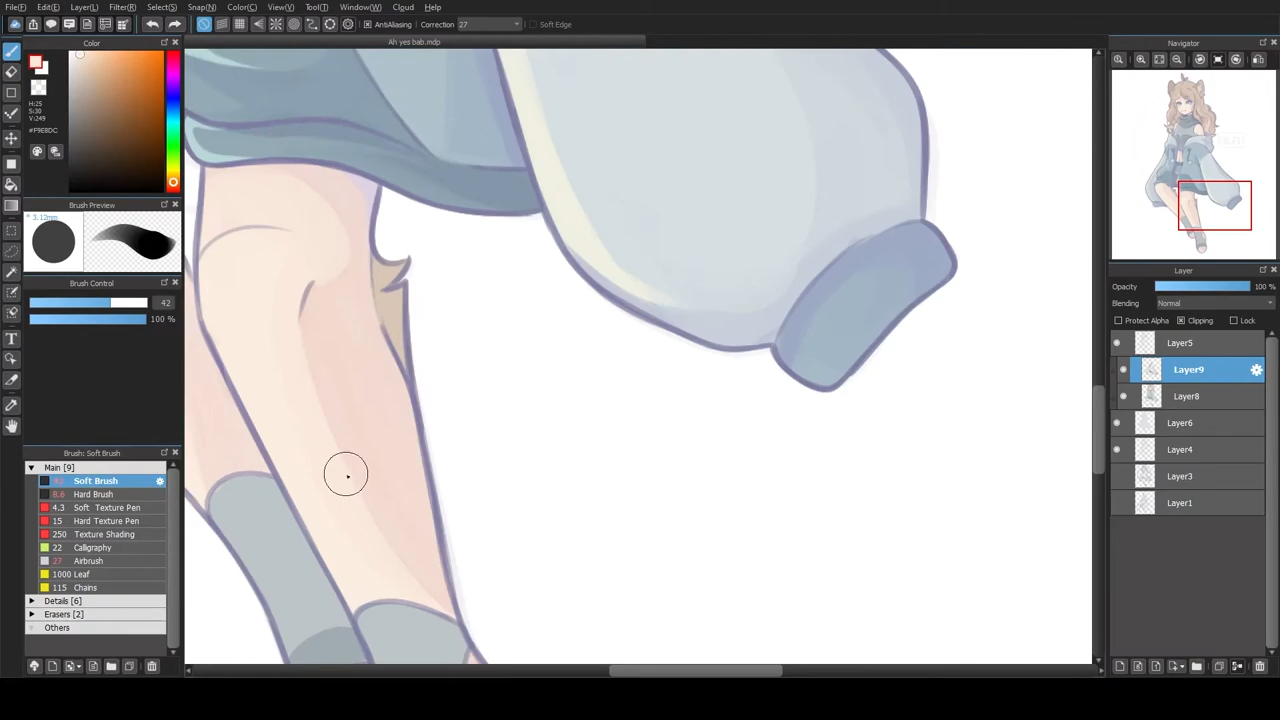 File(F) Edit(E) Layer(L) Filter(R) Select(S) Snap(N) Color(C) View(V) Tool(T) Window(W) Cloud Help
AntiAliasing Correction 27 Soft Edge
Color
Ah yes bab.mdp
Navigator
H:25
S:30
V:249
#F9E8DC
Brush Preview
* 3.12mm
Brush Control
42
100 %
Layer
Opacity 100 %
Blending Normal
Protect Alpha Clipping Lock
Layer5
Layer9
Layer8
Layer6
Layer4
Layer3
Layer1
Brush: Soft Brush
Main [9]
Soft Brush
8.6 Hard Brush
4.3 Soft Texture Pen
15 Hard Texture Pen
250 Texture Shading
22 Calligraphy
27 Airbrush
1000 Leaf
115 Chains
Details [6]
Erasers [2]
Others